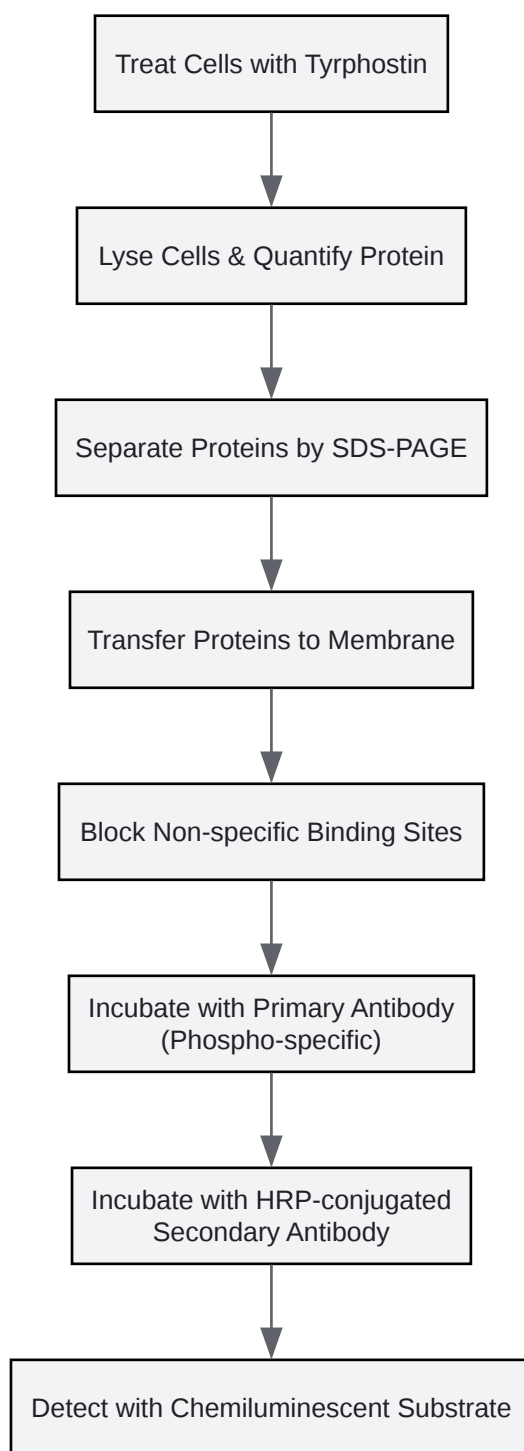 Treat Cells with Tyrphostin
Lyse Cells & Quantify Protein
Separate Proteins by SDS-PAGE
Transfer Proteins to Membrane
Block Non-specific Binding Sites
Incubate with Primary Antibody
(Phospho-specific)
Incubate with HRP-conjugated
Secondary Antibody
Detect with Chemiluminescent Substrate